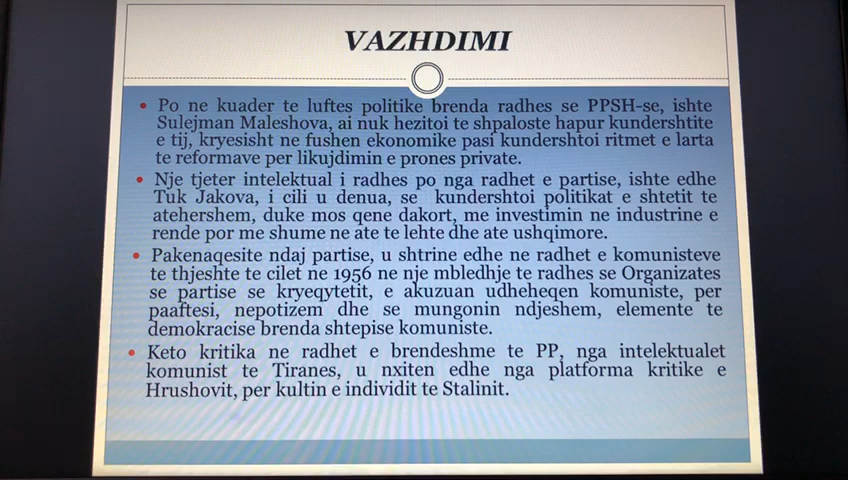 VAZHDIMI
• Po ne kuader te luftes politike brenda radhes se PPSH-se, ishte
Sulejman Maleshova, ai nuk hezitoi te shpaloste hapur kundershtite
e tij, kryesisht ne fushen ekonomike pasi kundershtoi ritmet e larta
te reformave per likujdimin e prones private.
• Nje tjeter intelektual i radhes po nga radhet e partise, ishte edhe
Tuk Jakova, i cili u denua, se kundershtoi politikat e shtetit te
atehershem, duke mos qene dakort, me investimin ne industrine e
rende por me shume ne ate te lehte dhe ate ushqimore.
• Pakenaqesite ndaj partise, u shtrine edhe ne radhet e komunisteve
te thjeshte te cilet ne 1956 ne nje mbledhje te radhes se Organizates
se partise se kryeqytetit, e akuzuan udheheqen komuniste, per
paaftesi, nepotizem dhe se mungonin ndjeshem, elemente te
demokracise brenda shtepise komuniste.
• Keto kritika ne radhet e brendeshme te PP, nga intelektualet
komunist te Tiranes, u nxiten edhe nga platforma kritike e
Hrushovit, per kultin e individit te Stalinit.